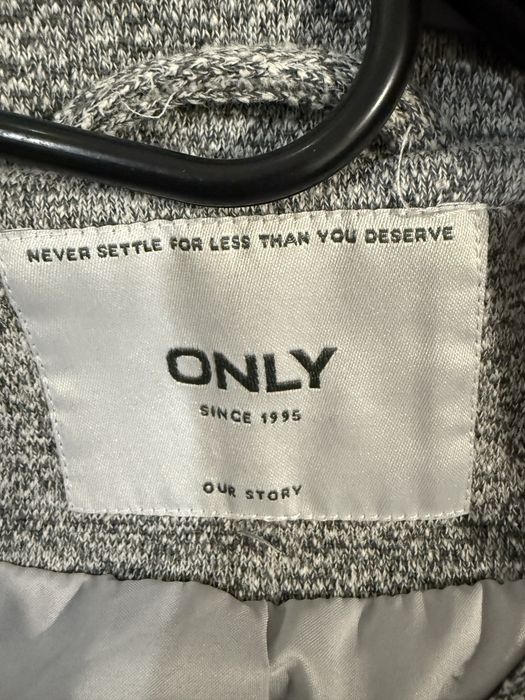 NEVER SETTLE FOR LESS THAN YOU DESERVE
ONLY
SINCE 1995
OUR STORY